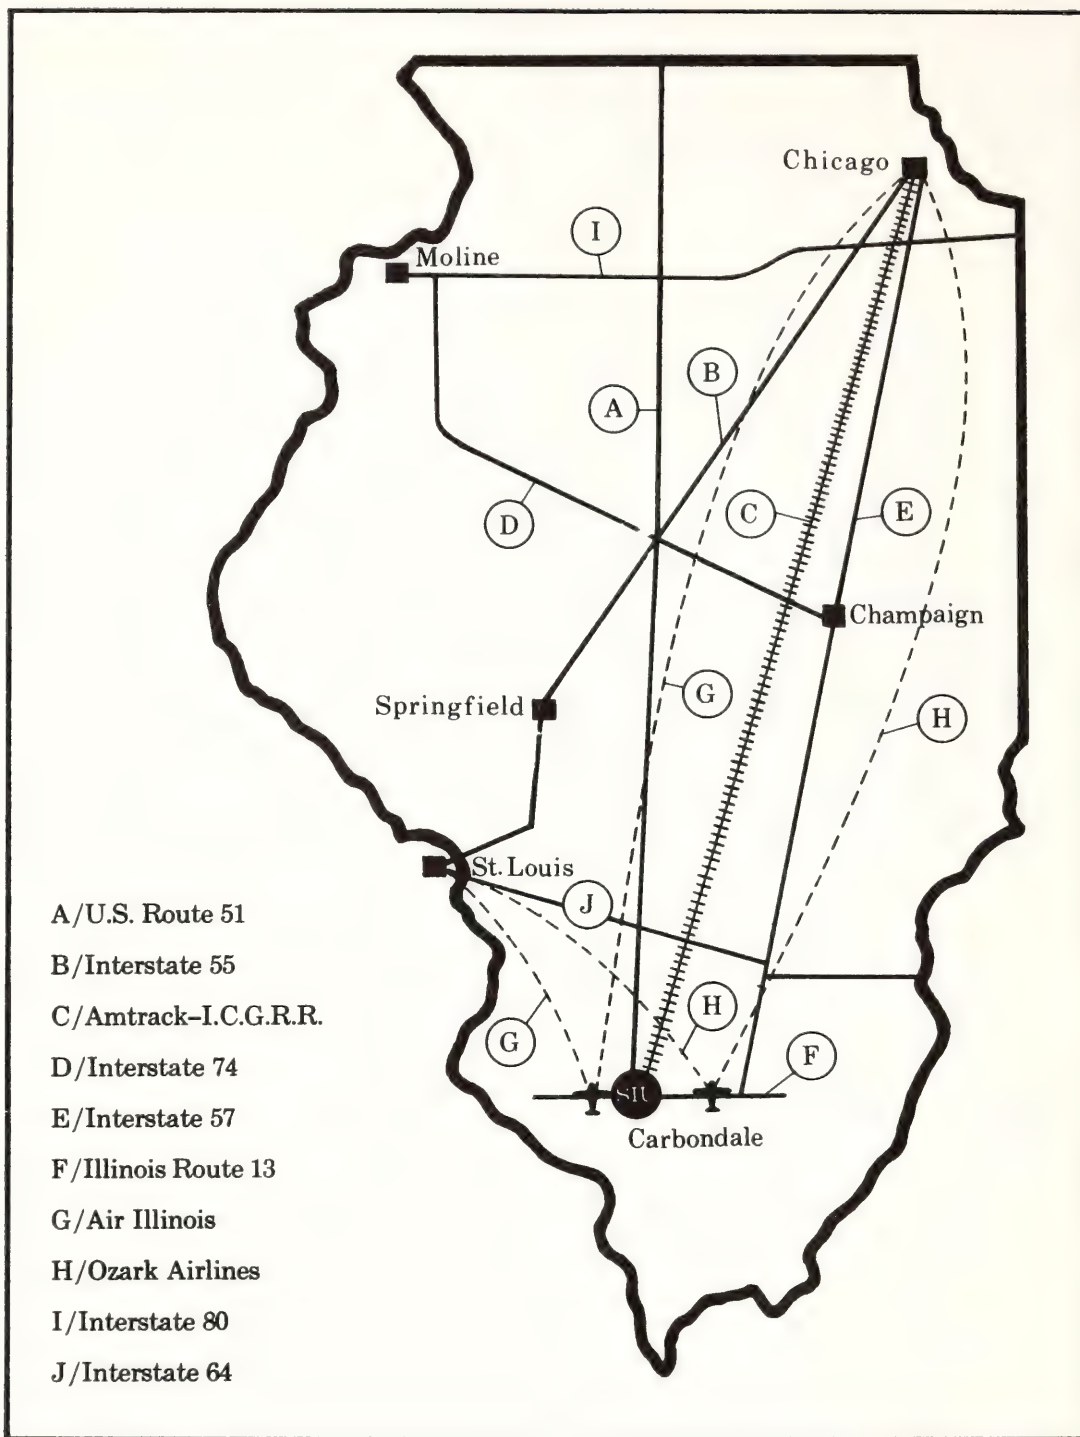 Chicago
I
Moline
B
A
C
E
D
Champaign
G
Springfield
H
St. Louis
J
H
G
F
SIU
Carbondale
A/U.S. Route 51
B/Interstate 55
C/Amtrack-I.C.G.R.R.
D/Interstate 74
E/Interstate 57
F/Illinois Route 13
G/Air Illinois
H/Ozark Airlines
I/Interstate 80
J/Interstate 64